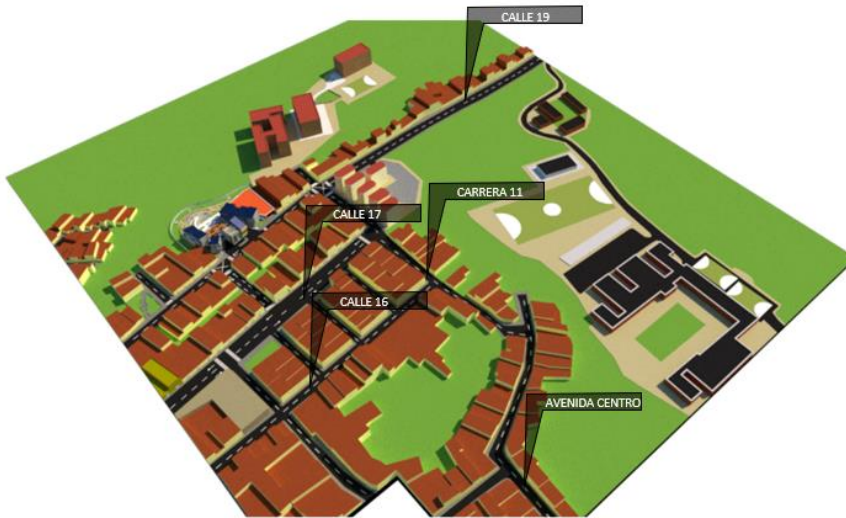 CALLE 19
CARRERA 11
CALLE 17
CALLE 16
AVENIDA CENTRO